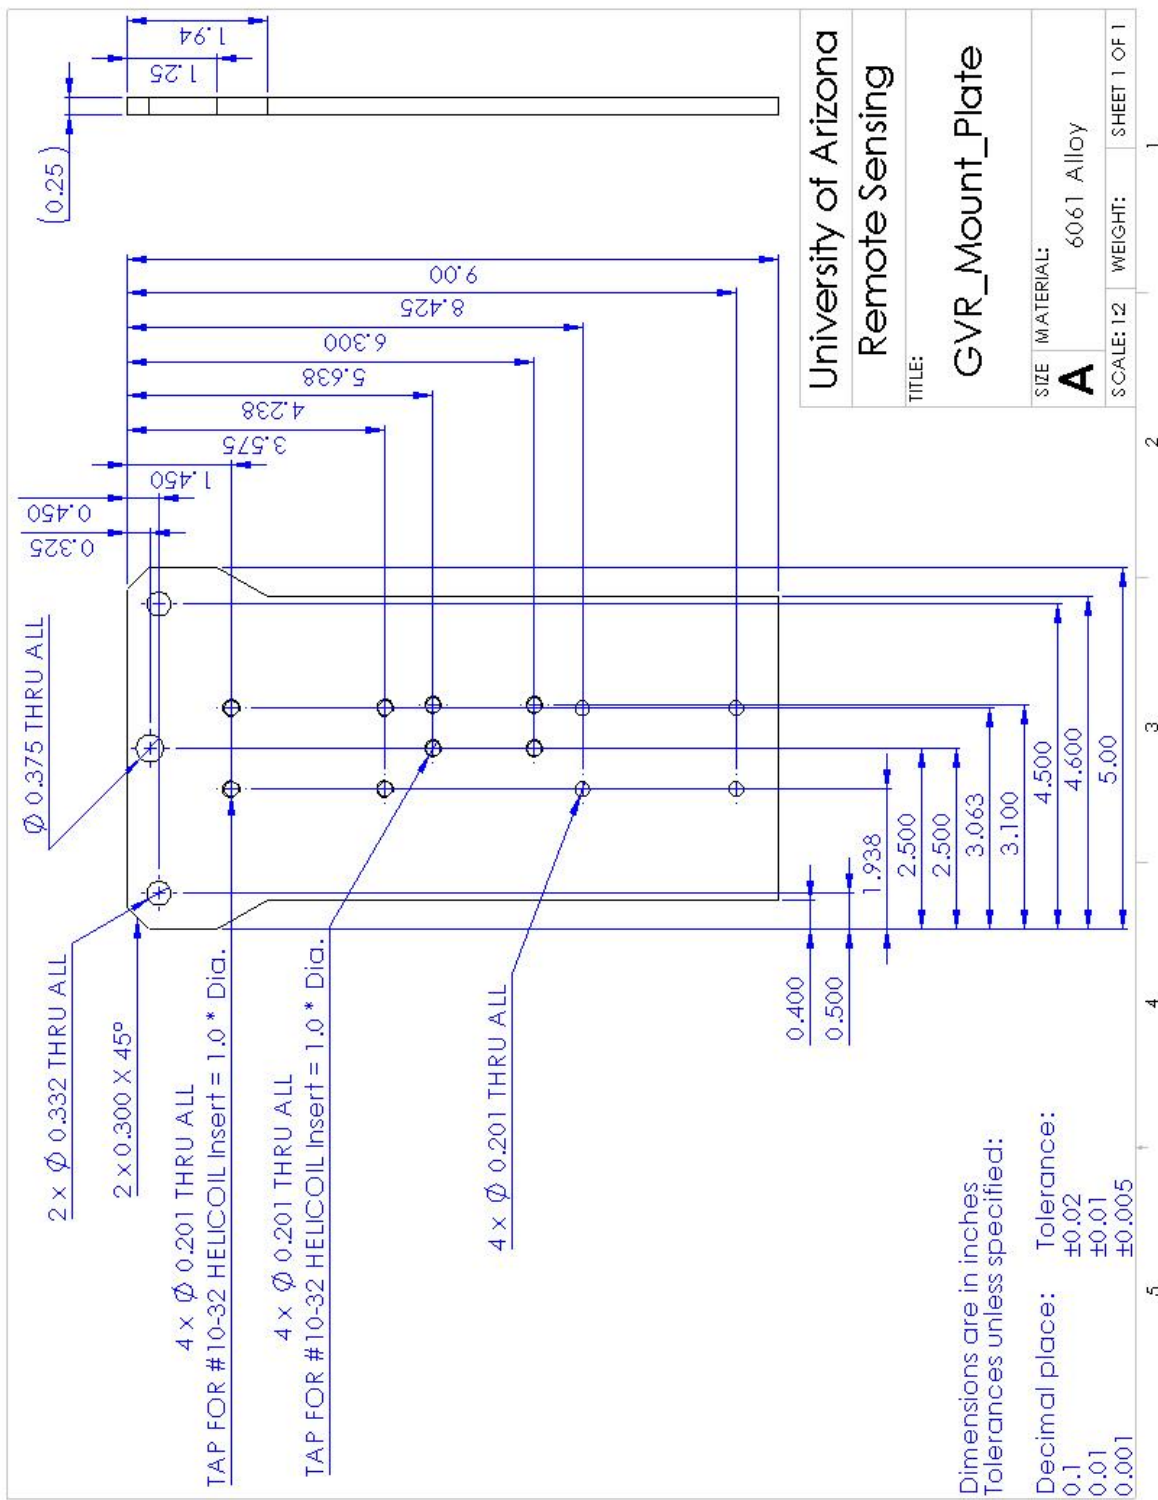 2 x Ø 0.332 THRU ALL
2 x 0.300 X 45°
4 x Ø 0.201 THRU ALL
TAP FOR #10-32 HELICOIL Insert = 1.0 * Dia.
4 x Ø 0.201 THRU ALL
TAP FOR #10-32 HELICOIL Insert = 1.0 * Dia.
4 x Ø 0.201 THRU ALL
Ø 0.375 THRU ALL
0.325
0.450
1.450
3.575
4.238
5.638
6.300
8.425
9.00
(0.25)
1.25
1.94
0.400
0.500
1.938
2.500
2.500
3.063
3.100
4.500
4.600
5.00
Dimensions are in inches
Tolerances unless specified:
Decimal place: Tolerance:
0.1 ±0.02
0.01 ±0.01
0.001 ±0.005
University of Arizona
Remote Sensing
TITLE:
GVR_Mount_Plate
SIZE MATERIAL:
A 6061 Alloy
SCALE: 1:2 WEIGHT: SHEET 1 OF 1
5 4 3 2 1